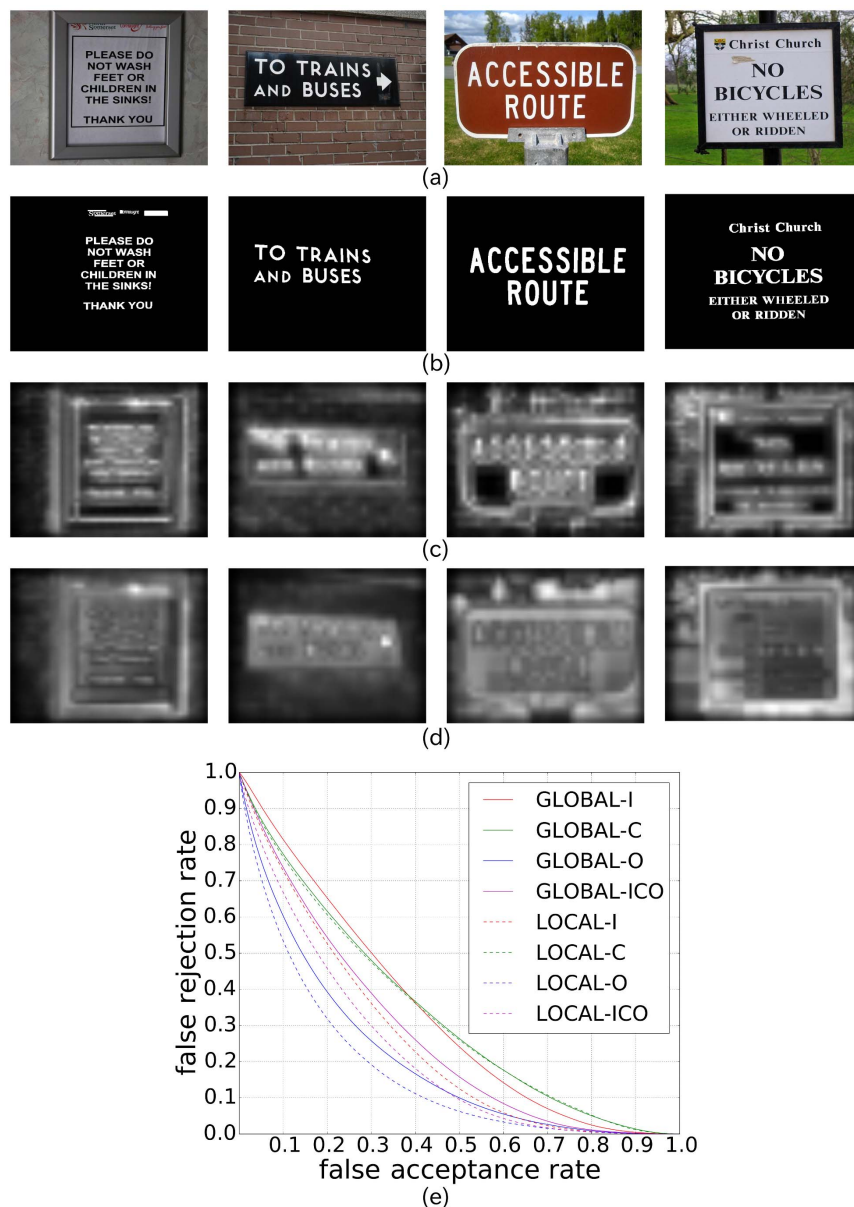 PLEASE DO
NOT WASH
FEET OR
CHILDREN IN
THE SINKS!
THANK YOU
TO TRAINS
AND BUSES
ACCESSIBLE
ROUTE
Christ Church
NO
BICYCLES
EITHER WHEELED
OR RIDDEN
(a)
Somerset
PLEASE DO
NOT WASH
FEET OR
CHILDREN IN
THE SINKS!
THANK YOU
TO TRAINS
AND BUSES
ACCESSIBLE
ROUTE
Christ Church
NO
BICYCLES
EITHER WHEELED
OR RIDDEN
(b)
(c)
(d)
1.0
0.9
0.8
0.7
0.6
0.5
0.4
0.3
0.2
0.1
0.0
false rejection rate
GLOBAL-I
GLOBAL-C
GLOBAL-O
GLOBAL-ICO
LOCAL-I
LOCAL-C
LOCAL-O
LOCAL-ICO
0.1 0.2 0.3 0.4 0.5 0.6 0.7 0.8 0.9 1.0
false acceptance rate
(e)